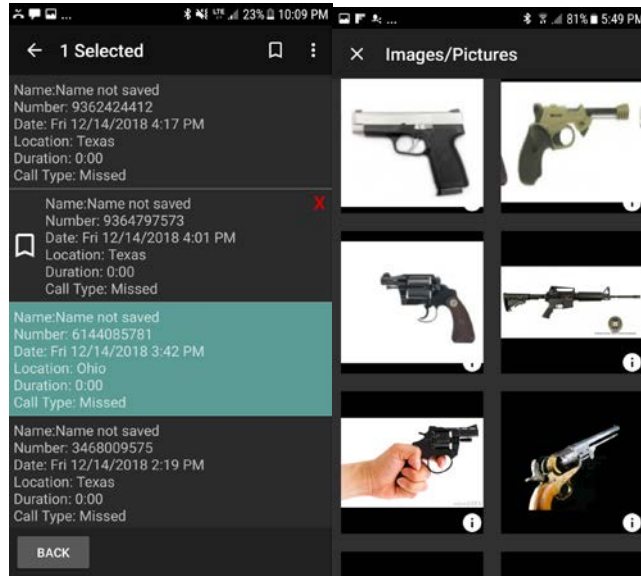 23% 10:09 PM
1 Selected
Name:Name not saved
Number: 9362424412
Date: Fri 12/14/2018 4:17 PM
Location: Texas
Duration: 0:00
Call Type: Missed
Name:Name not saved
Number: 9364797573
Date: Fri 12/14/2018 4:01 PM
Location: Texas
Duration: 0:00
Call Type: Missed
X
Name:Name not saved
Number: 6144085781
Date: Fri 12/14/2018 3:42 PM
Location: Ohio
Duration: 0:00
Call Type: Missed
Name:Name not saved
Number: 3468009575
Date: Fri 12/14/2018 2:19 PM
Location: Texas
Duration: 0:00
Call Type: Missed
BACK
81% 5:49 PM
Images/Pictures